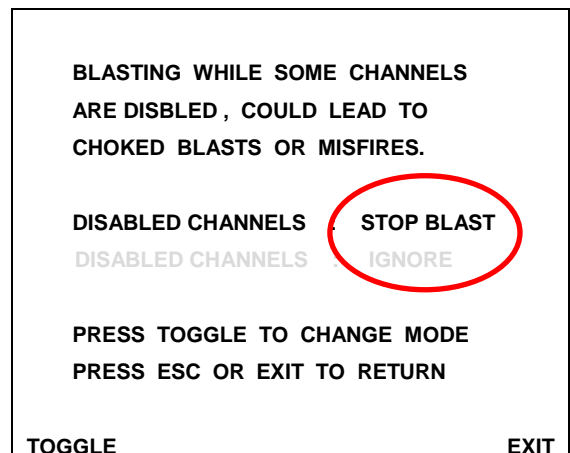 BLASTING WHILE SOME CHANNELS
ARE DISBLED , COULD LEAD TO
CHOKED BLASTS OR MISFIRES.
DISABLED CHANNELS : STOP BLAST
DISABLED CHANNELS : IGNORE
PRESS TOGGLE TO CHANGE MODE
PRESS ESC OR EXIT TO RETURN
TOGGLE EXIT